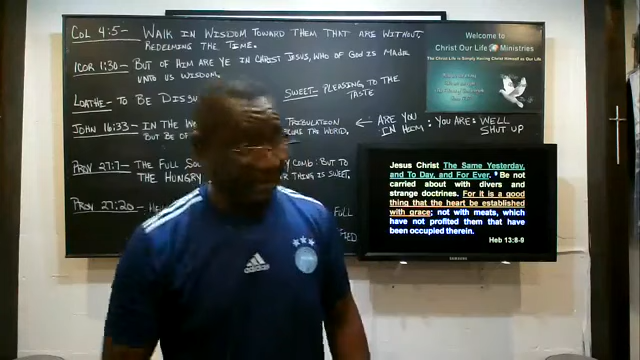 COL 4:5 - WALK IN WISDOM TOWARD THEM THAT ARE WITHOUT,
REDEEMING THE TIME.
1COR 1:30 - BUT OF HIM ARE YE IN CHRIST JESUS, WHO OF GOD IS MADE
UNTO US WISDOM.
LOATHE - TO BE
SWEET - PLEASING TO THE
TASTE
JOHN 16:33 - IN THE
TRIBULATION
BUT BE OF
THE WORLD,
← ARE YOU
IN HIM : YOU ARE : WELL
SHUT UP
PROV 27:7 - THE FULL
COMB: BUT TO
THE HUNGRY
THING IS SWEET.
PROV 27:20 -
FULL
Welcome to
Christ Our Life Ministries
The Christ Life is Simply Having Christ Himself as Our Life
Jesus Christ The Same Yesterday,
and To Day, and For Ever. 9 Be not
carried about with divers and
strange doctrines. For it is a good
thing that the heart be established
with grace; not with meats, which
have not profited them that have
been occupied therein.
Heb 13:8-9
SAMSUNG
adidas